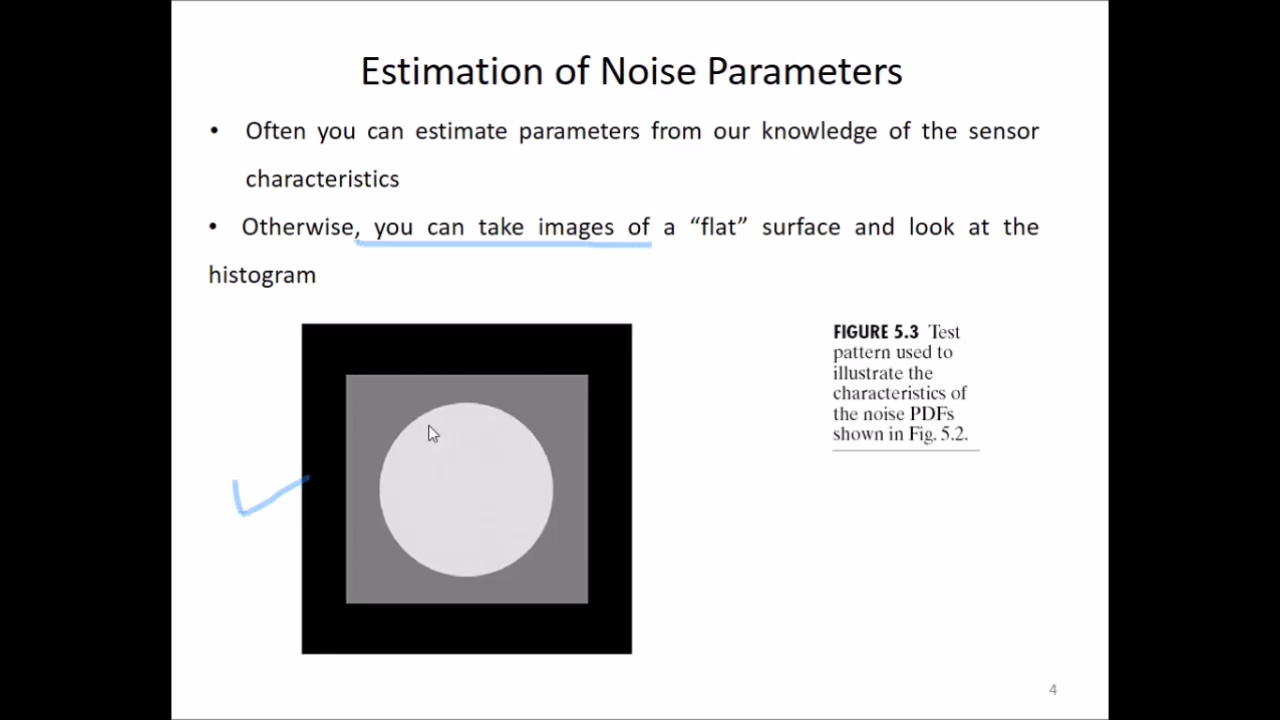 Estimation of Noise Parameters
• Often you can estimate parameters from our knowledge of the sensor
characteristics
• Otherwise, you can take images of a “flat” surface and look at the
histogram
FIGURE 5.3 Test
pattern used to
illustrate the
characteristics of
the noise PDFs
shown in Fig. 5.2.
4